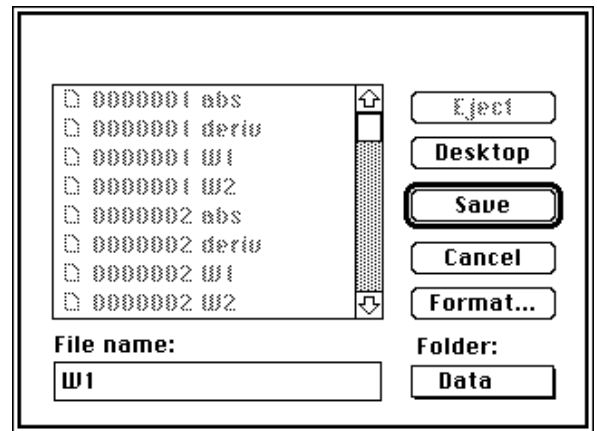 0000001 abs
0000001 deriv
0000001 W1
0000001 W2
0000002 abs
0000002 deriv
0000002 W1
0000002 W2
Eject
Desktop
Save
Cancel
Format...
File name:
W1
Folder:
Data